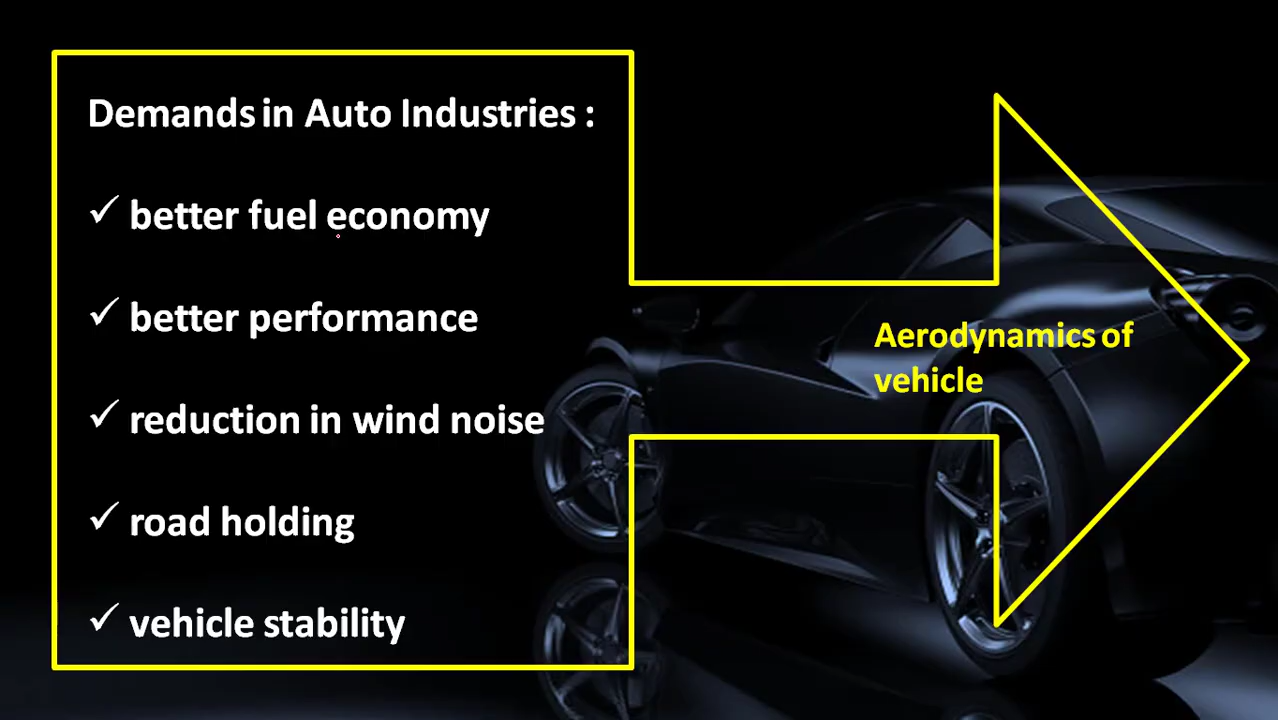 Demands in Auto Industries :
✓ better fuel economy
✓ better performance
✓ reduction in wind noise
✓ road holding
✓ vehicle stability
Aerodynamics of
vehicle